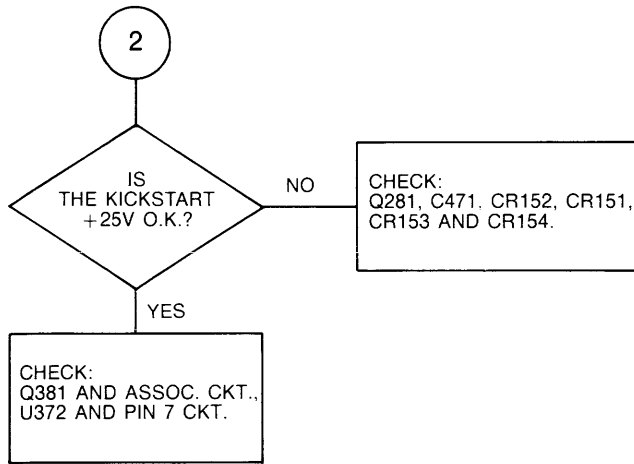 2
IS
THE KICKSTART
+25V O.K.?
NO
CHECK:
Q281, C471. CR152, CR151,
CR153 AND CR154.
YES
CHECK:
Q381 AND ASSOC. CKT.,
U372 AND PIN 7 CKT.